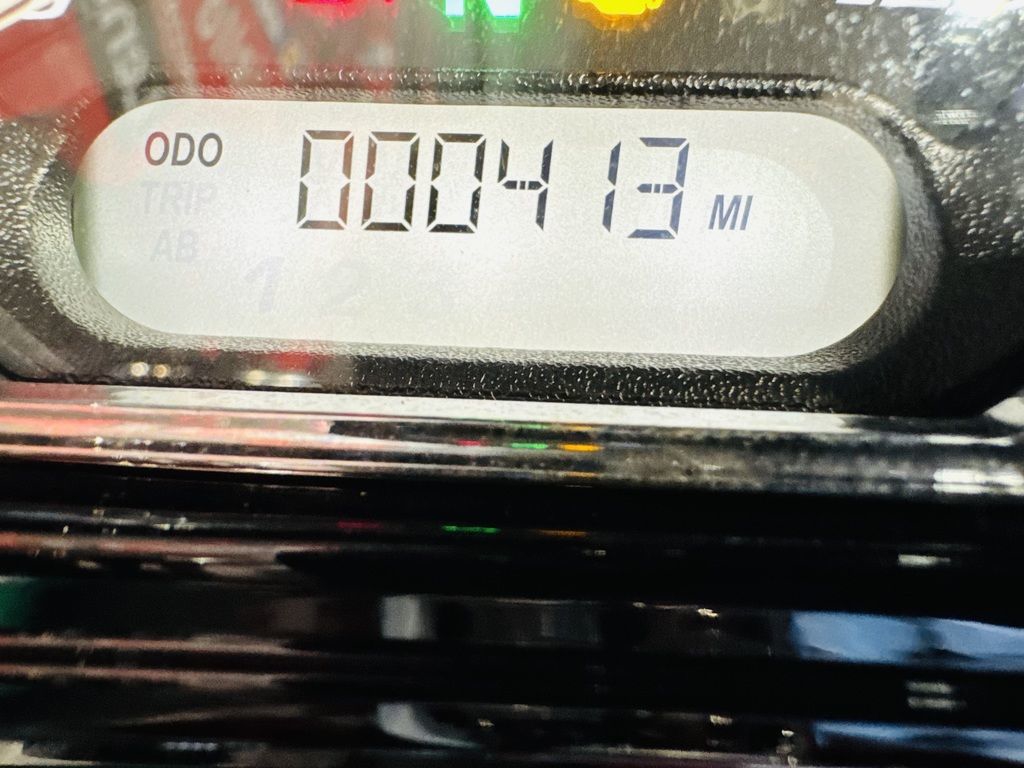 N
ODO 000413 MI
TRIP
AB 
1 2